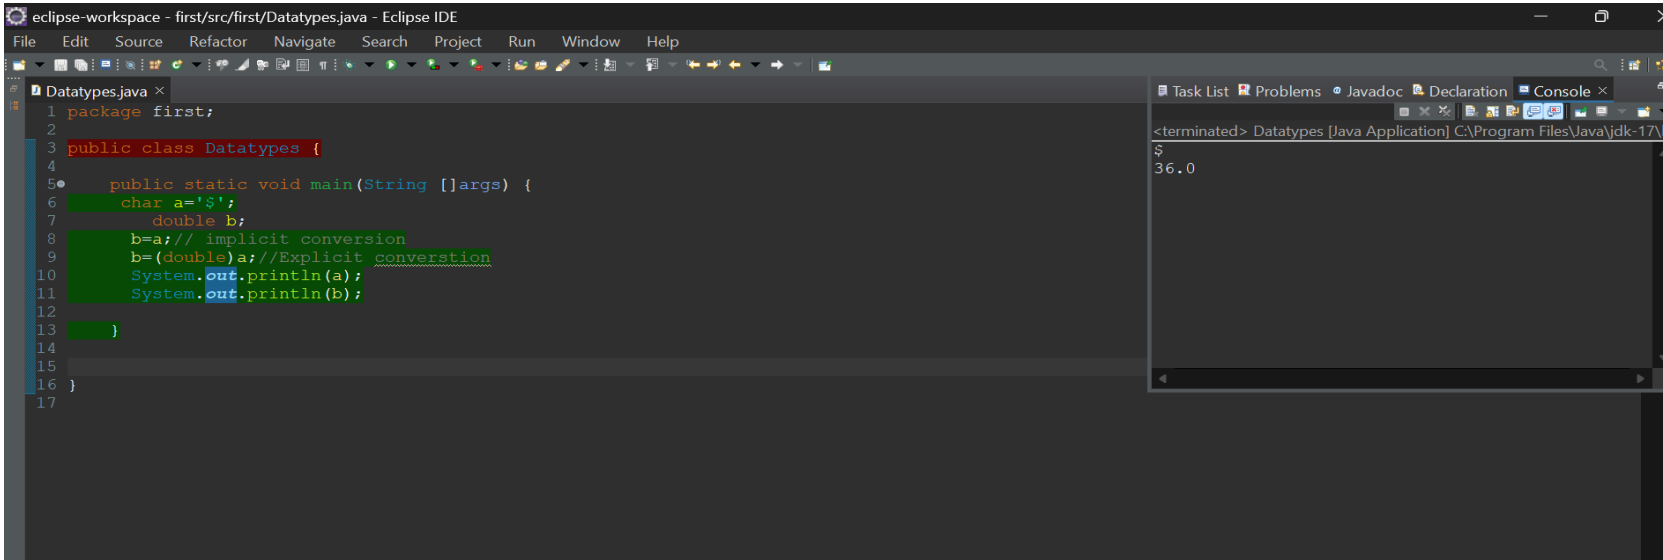 eclipse-workspace - first/src/first/Datatypes.java - Eclipse IDE
File Edit Source Refactor Navigate Search Project Run Window Help
Datatypes.java
1 package first;
2
3 public class Datatypes {
4
5 public static void main(String []args) {
6 char a='$';
7 double b;
8 b=a;// implicit conversion
9 b=(double)a;//Explicit converstion
10 System.out.println(a);
11 System.out.println(b);
12
13 }
14
15
16 }
17
Task List Problems Javadoc Declaration Console
<terminated> Datatypes [Java Application] C:\Program Files\Java\jdk-17\
$
36.0